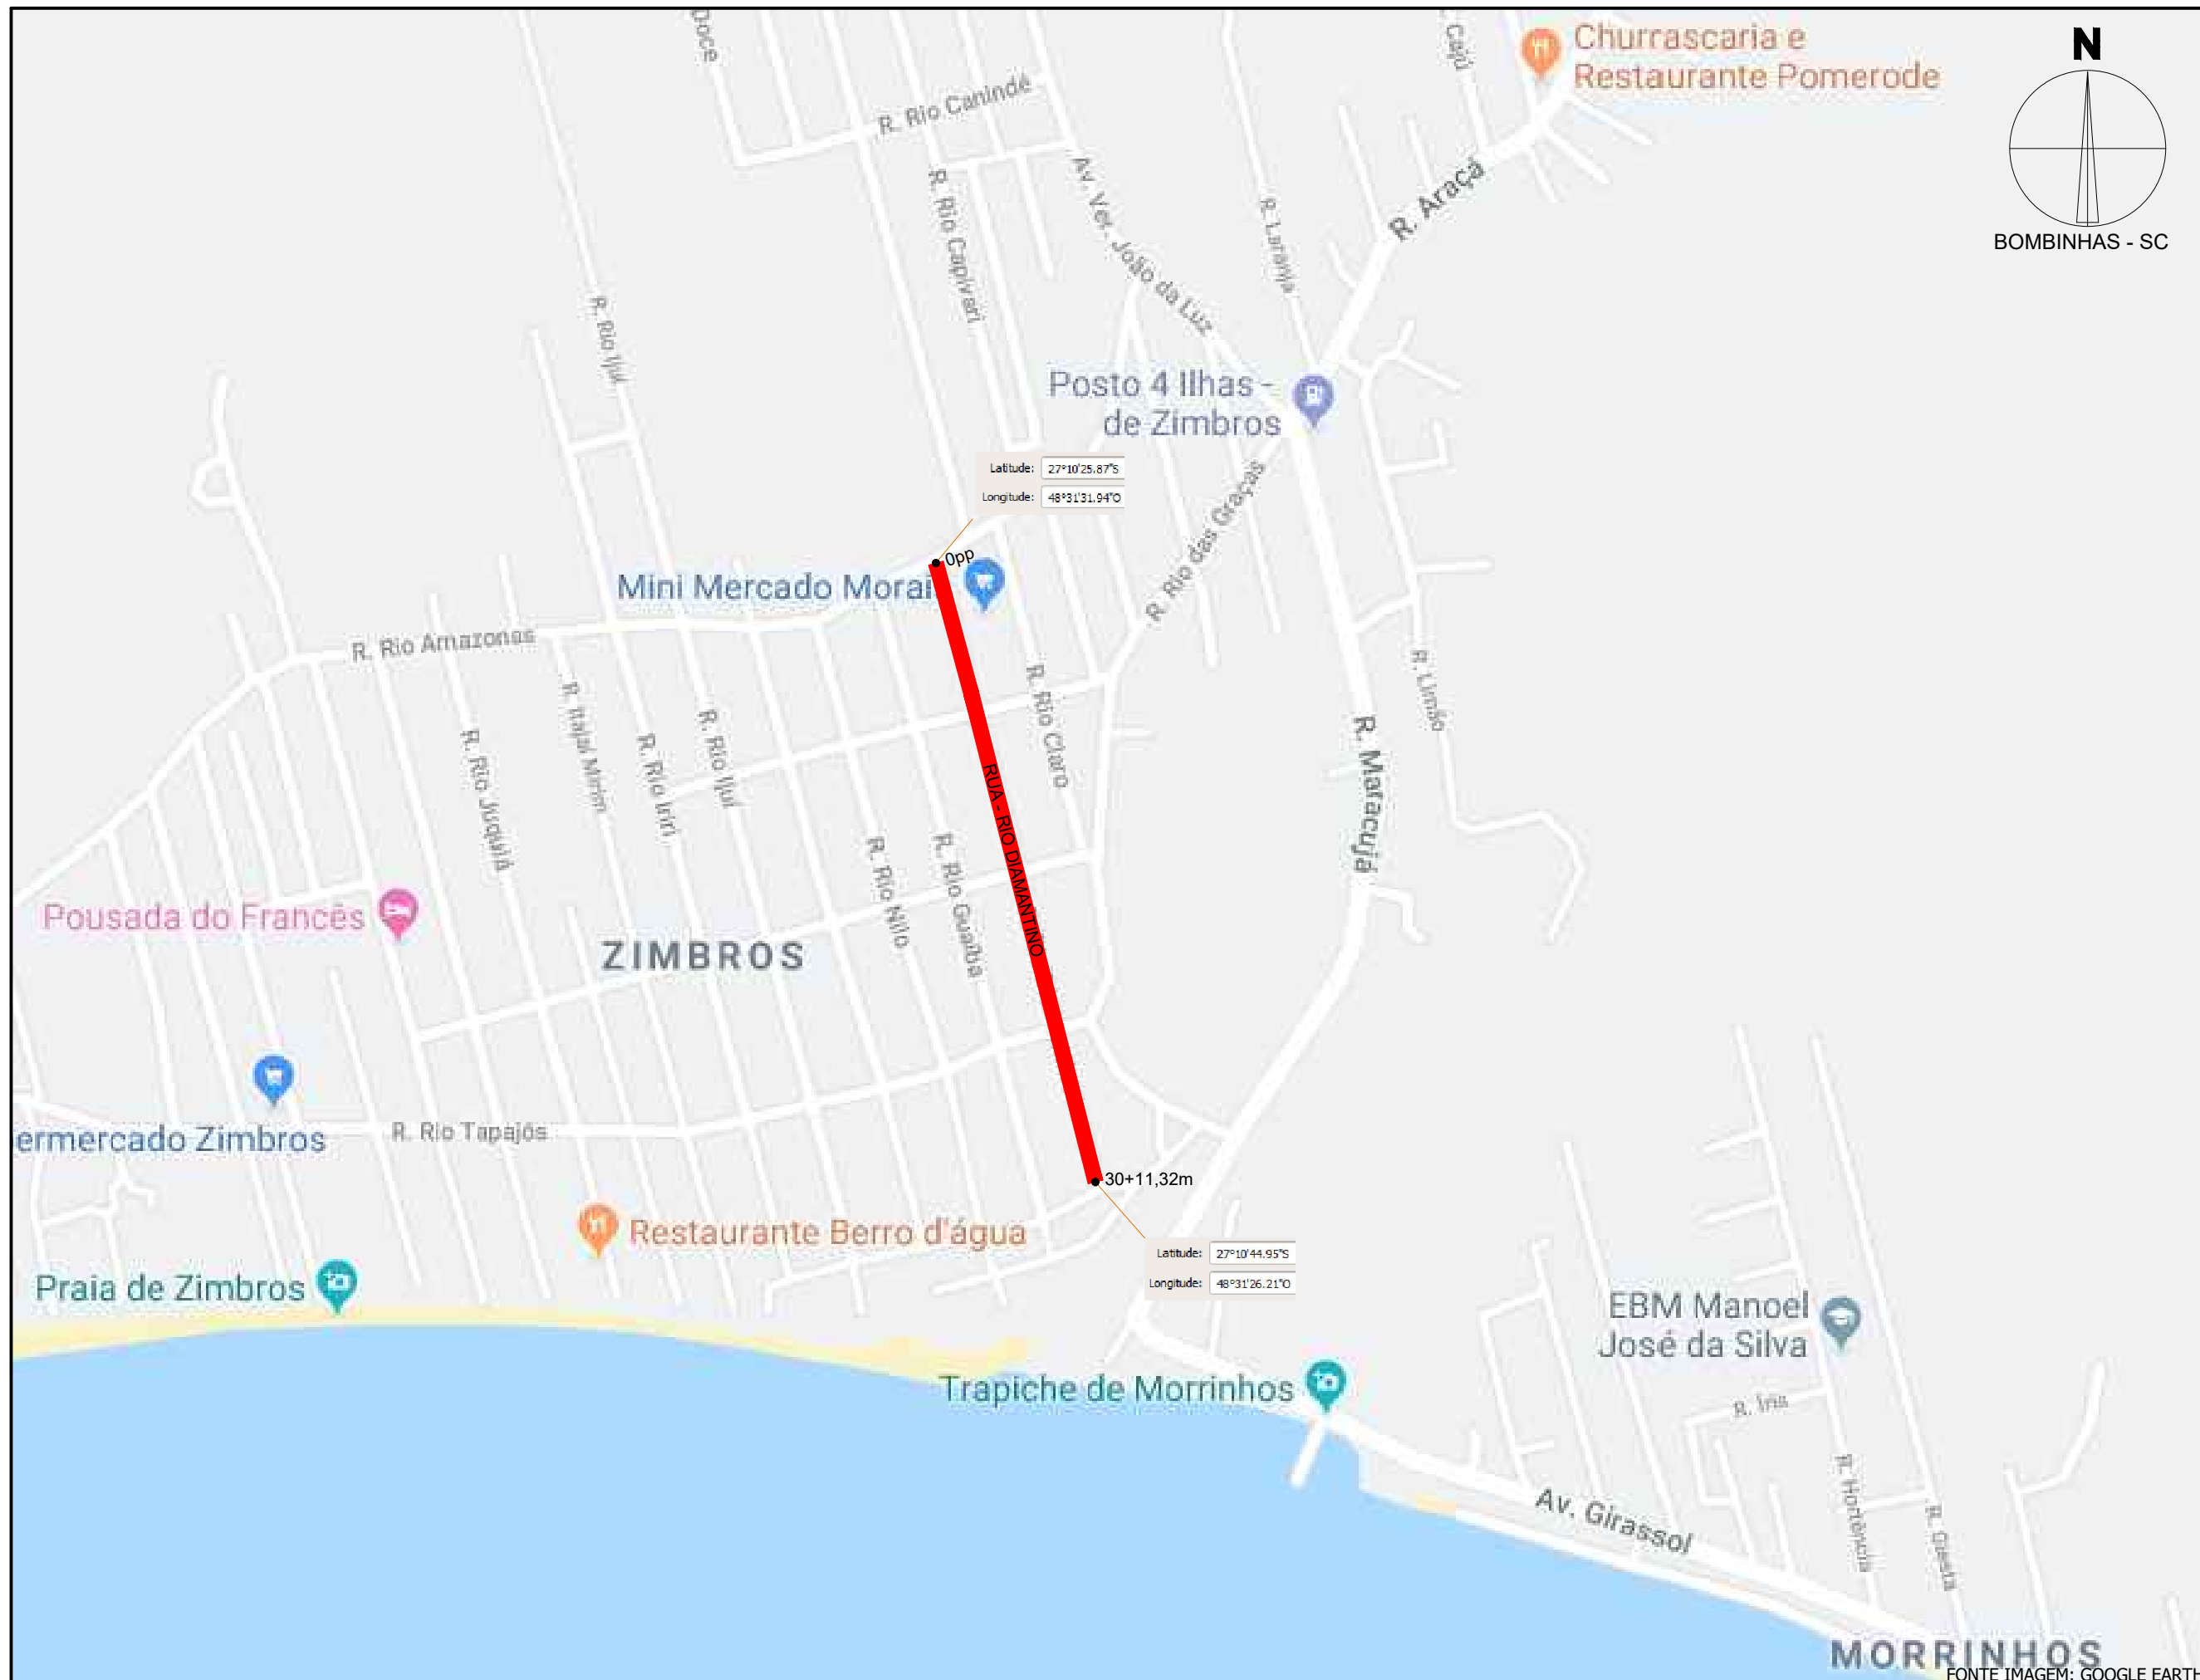 Doce
R. Rio Canindé
Cajú
Churrascaria e
Restaurante Pomerode
N
BOMBINHAS - SC
R. Araçá
R. Laranja
Av. Ver. João da Luz
R. Rio Capivari
R. Rio Ijuí
Posto 4 Ilhas -
de Zimbros
Latitude: 27°10'25.87"S
Longitude: 48°31'31.94"O
R. Rio das Graças
0pp
Mini Mercado Morai
R. Rio Amazonas
R. Itajaí Mirim
R. Rio Iriri
R. Rio Ijuí
R. Rio Juquiá
R. Rio Claro
R. Limão
R. Maracujá
RUA - RIO DIAMANTINO
R. Rio Nilo
R. Rio Guaíba
Pousada do Francês
ZIMBROS
ermercado Zimbros
R. Rio Tapajós
30+11,32m
Restaurante Berro d'água
Latitude: 27°10'44.95"S
Longitude: 48°31'26.21"O
Praia de Zimbros
EBM Manoel
José da Silva
Trapiche de Morrinhos
R. Iris
R. Hortência
Av. Girassol
MORRINHOS
FONTE IMAGEM: GOOGLE EARTH